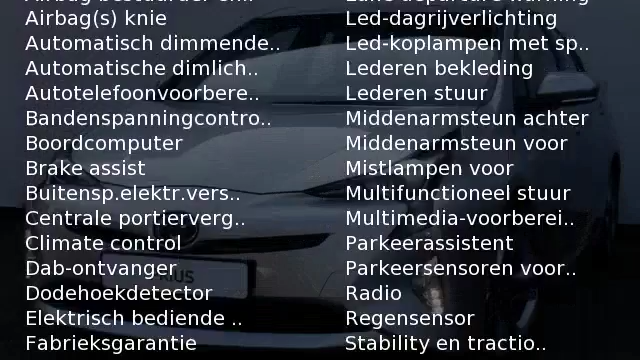 Airbag(s) knie
Automatisch dimmende..
Automatische dimlich..
Autotelefoonvoorbere..
Bandenspanningcontro..
Boordcomputer
Brake assist
Buitensp.elektr.vers..
Centrale portierverg..
Climate control
Dab-ontvanger
Dodehoekdetector
Elektrisch bediende ..
Fabrieksgarantie
Led-dagrijverlichting
Led-koplampen met sp..
Lederen bekleding
Lederen stuur
Middenarmsteun achter
Middenarmsteun voor
Mistlampen voor
Multifunctioneel stuur
Multimedia-voorberei..
Parkeerassistent
Parkeersensoren voor..
Radio
Regensensor
Stability en tractio..